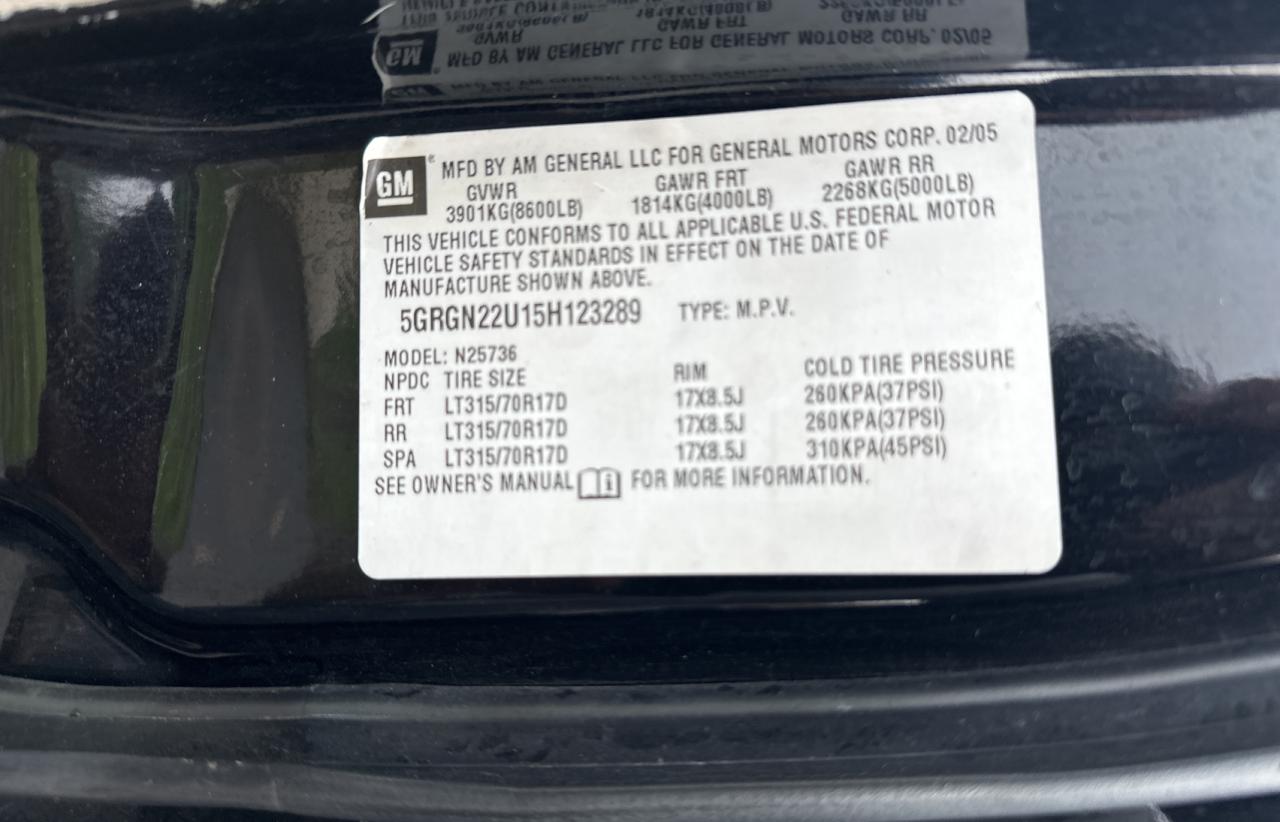 GM
® MFD BY AM GENERAL LLC FOR GENERAL MOTORS CORP. 02/05
GVWR GAWR FRT GAWR RR
3901KG(8600LB) 1814KG(4000LB) 2268KG(5000LB)
THIS VEHICLE CONFORMS TO ALL APPLICABLE U.S. FEDERAL MOTOR
VEHICLE SAFETY STANDARDS IN EFFECT ON THE DATE OF
MANUFACTURE SHOWN ABOVE.
5GRGN22U15H123289 TYPE: M.P.V.
MODEL: N25736
NPDC TIRE SIZE RIM COLD TIRE PRESSURE
FRT LT315/70R17D 17X8.5J 260KPA(37PSI)
RR LT315/70R17D 17X8.5J 260KPA(37PSI)
SPA LT315/70R17D 17X8.5J 310KPA(45PSI)
SEE OWNER'S MANUAL FOR MORE INFORMATION.